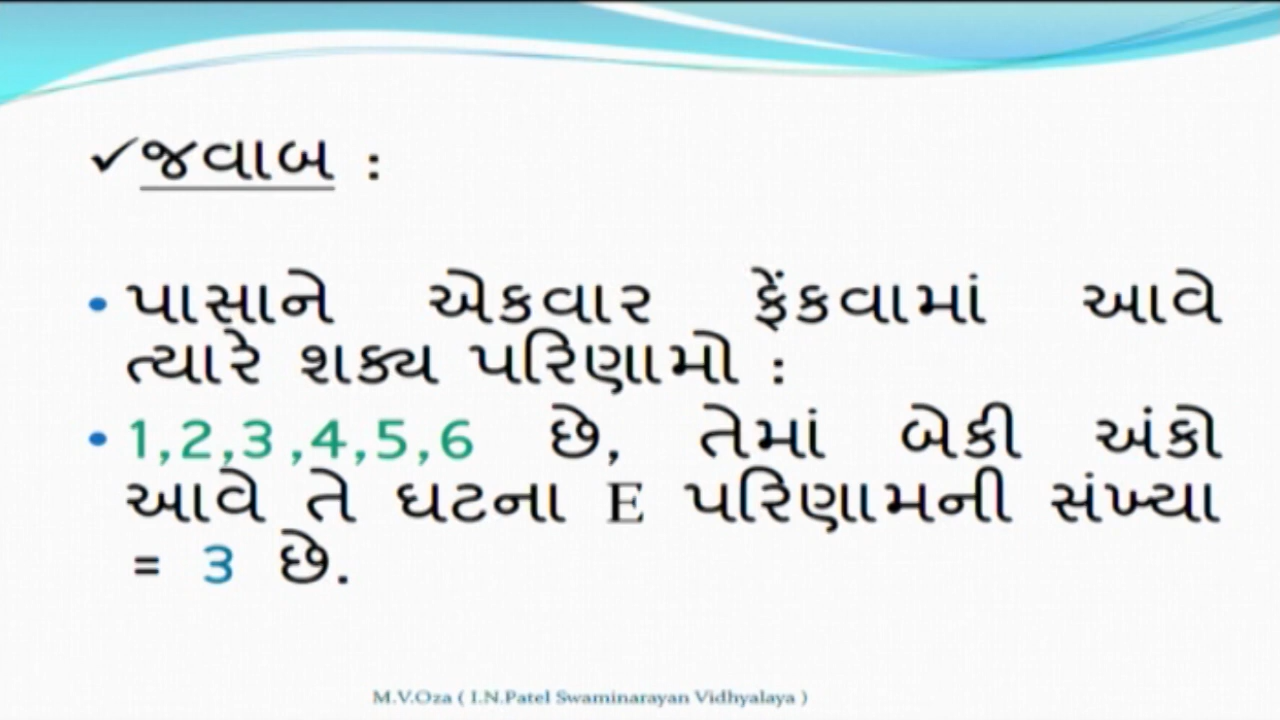 ✓જવાબ :
• પાસાને એકવાર ફેંકવામાં આવે
ત્યારે શક્ય પરિણામો :
• 1,2,3 ,4,5,6 છે, તેમાં બેકી અંકો
આવે તે ઘટના E પરિણામની સંખ્યા
= 3 છે.
M.V.Oza ( I.N.Patel Swaminarayan Vidhyalaya )